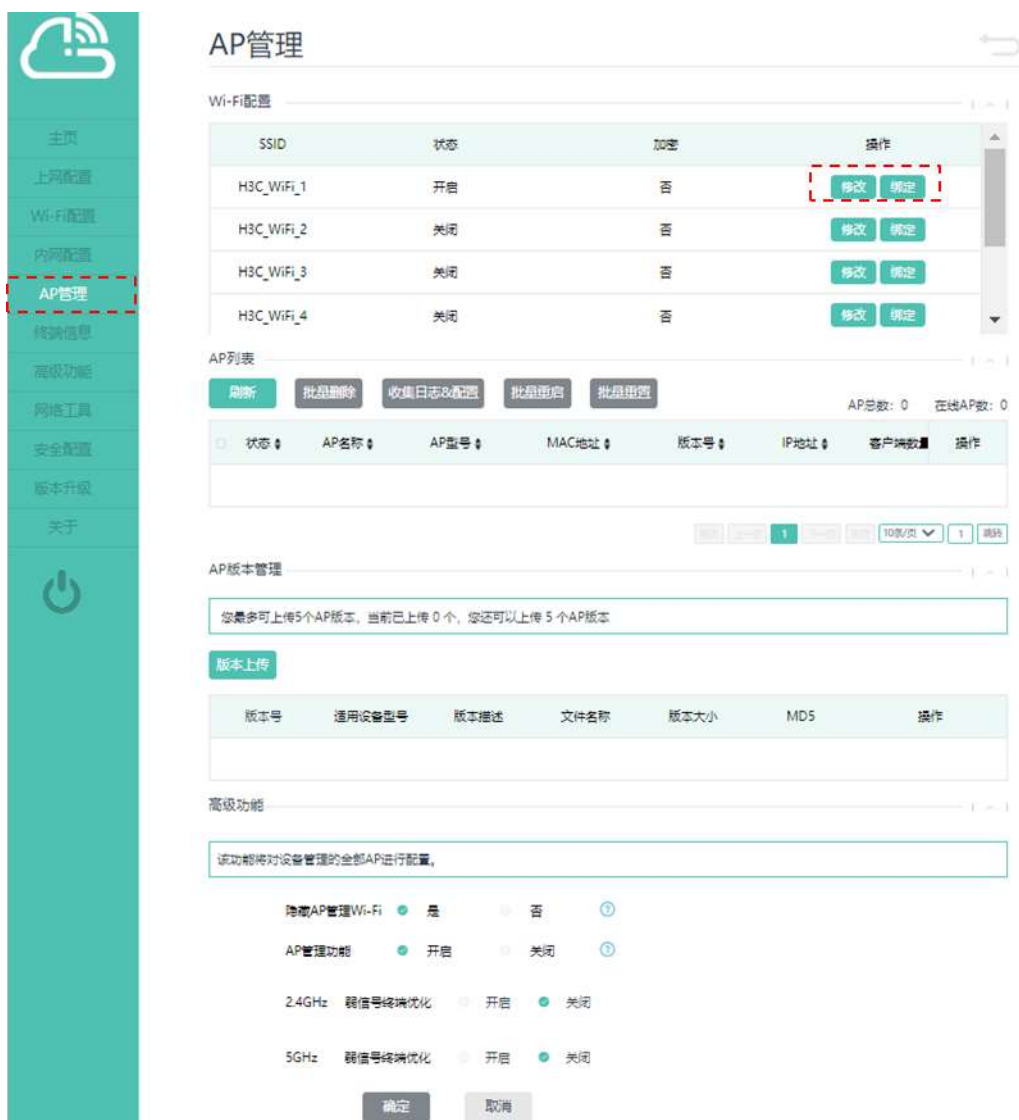 AP管理
Wi-Fi配置
主页
上网配置
Wi-Fi配置
内网配置
AP管理
终端信息
高级功能
网络工具
安全配置
版本升级
关于
SSID 状态 加密 操作
H3C_WiFi_1 开启 否 修改 绑定
H3C_WiFi_2 关闭 否 修改 绑定
H3C_WiFi_3 关闭 否 修改 绑定
H3C_WiFi_4 关闭 否 修改 绑定
AP列表
刷新 批量删除 收集日志&配置 批量重启 批量重置
AP总数: 0 在线AP数: 0
状态 AP名称 AP型号 MAC地址 版本号 IP地址 客户端数量 操作
1 10条/页 1 跳转
AP版本管理
您最多可上传5个AP版本, 当前已上传 0 个, 您还可以上传 5 个AP版本
版本上传
版本号 适用设备型号 版本描述 文件名称 版本大小 MD5 操作
高级功能
该功能将对设备管理的全部AP进行配置。
隐藏AP管理Wi-Fi 是 否
AP管理功能 开启 关闭
2.4GHz 弱信号终端优化 开启 关闭
5GHz 弱信号终端优化 开启 关闭
确定 取消